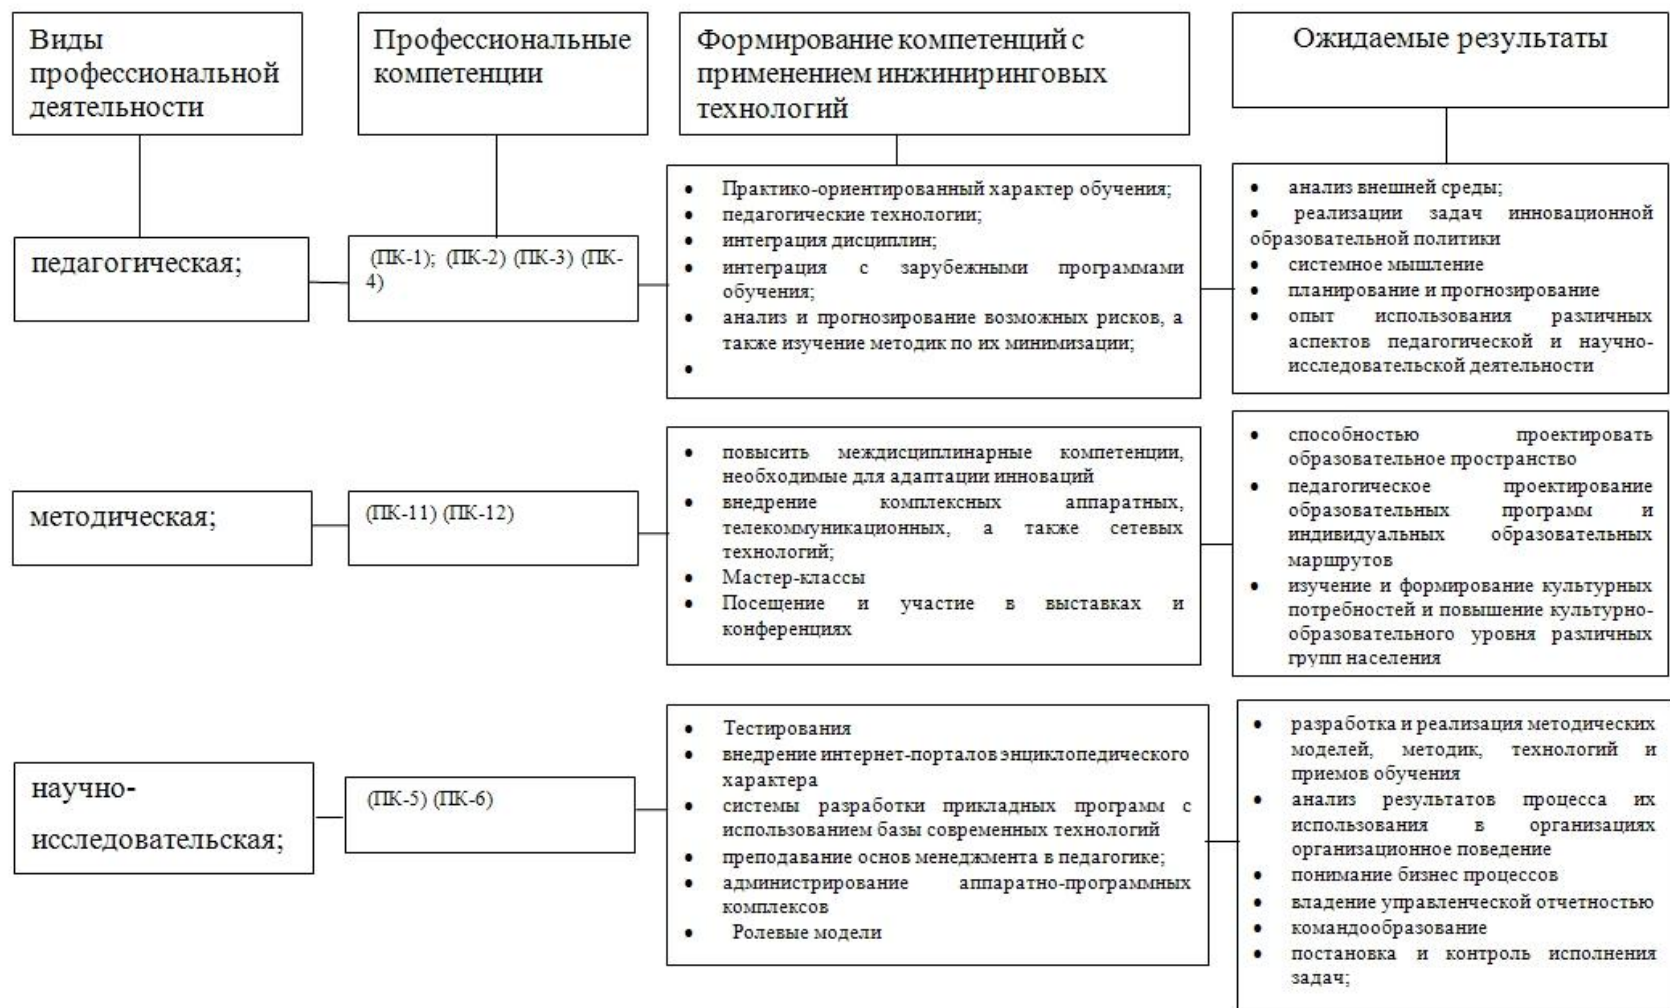 Виды
профессиональной
деятельности
Профессиональные
компетенции
Формирование компетенций с
применением инжиниринговых
технологий
Ожидаемые результаты
педагогическая;
(ПК-1); (ПК-2) (ПК-3) (ПК-
4)
• Практико-ориентированный характер обучения;
• педагогические технологии;
• интеграция дисциплин;
• интеграция с зарубежными программами
обучения;
• анализ и прогнозирование возможных рисков, а
также изучение методик по их минимизации;
•
• анализ внешней среды;
• реализации задач инновационной
образовательной политики
• системное мышление
• планирование и прогнозирование
• опыт использования различных
аспектов педагогической и научно-
исследовательской деятельности
методическая;
(ПК-11) (ПК-12)
• повысить междисциплинарные компетенции,
необходимые для адаптации инноваций
• внедрение комплексных аппаратных,
телекоммуникационных, а также сетевых
технологий;
• Мастер-классы
• Посещение и участие в выставках и
конференциях
• способностью проектировать
образовательное пространство
• педагогическое проектирование
образовательных программ и
индивидуальных образовательных
маршрутов
• изучение и формирование культурных
потребностей и повышение культурно-
образовательного уровня различных
групп населения
научно-
исследовательская;
(ПК-5) (ПК-6)
• Тестирования
• внедрение интернет-порталов энциклопедического
характера
• системы разработки прикладных программ с
использованием базы современных технологий
• преподавание основ менеджмента в педагогике;
• администрирование аппаратно-программных
комплексов
• Ролевые модели
• разработка и реализация методических
моделей, методик, технологий и
приемов обучения
• анализ результатов процесса их
использования в организациях
организационное поведение
• понимание бизнес процессов
• владение управленческой отчетностью
• командообразование
• постановка и контроль исполнения
задач;